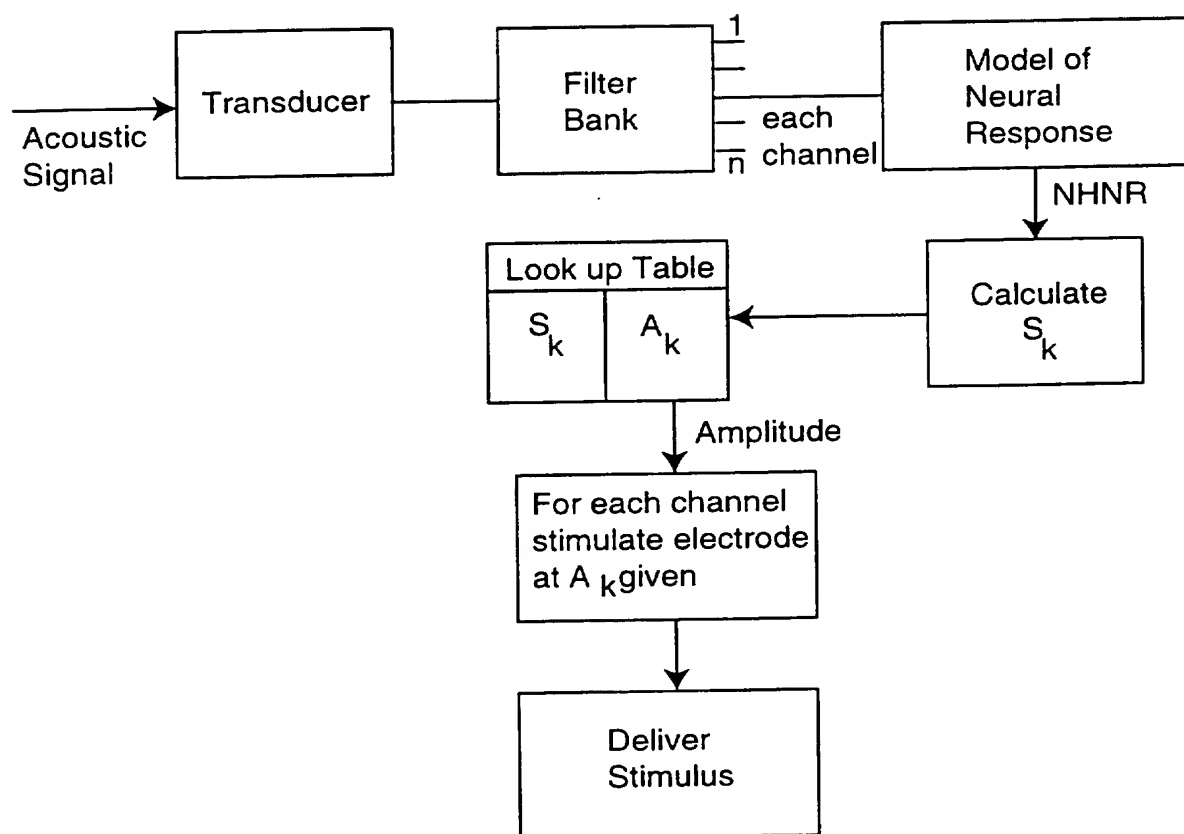 Acoustic
Signal
Transducer
Filter
Bank
1
n
each
channel
Model of
Neural
Response
NHNR
Calculate
S k
Look up Table
S k
A k
Amplitude
For each channel
stimulate electrode
at A k given
Deliver
Stimulus